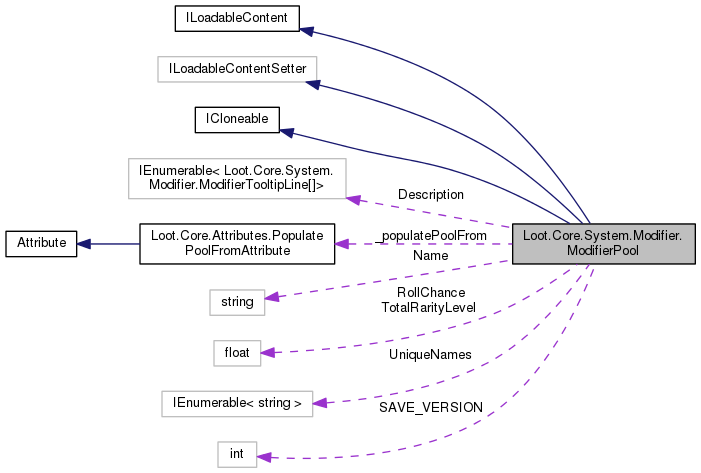 ILoadableContent
ILoadableContentSetter
ICloneable
IEnumerable< Loot.Core.System.
Modifier.ModifierTooltipLine[]>
Description
Attribute
Loot.Core.Attributes.Populate
PoolFromAttribute
_populatePoolFrom
Loot.Core.System.Modifier.
ModifierPool
Name
string
RollChance
TotalRarityLevel
float
UniqueNames
IEnumerable< string >
SAVE_VERSION
int